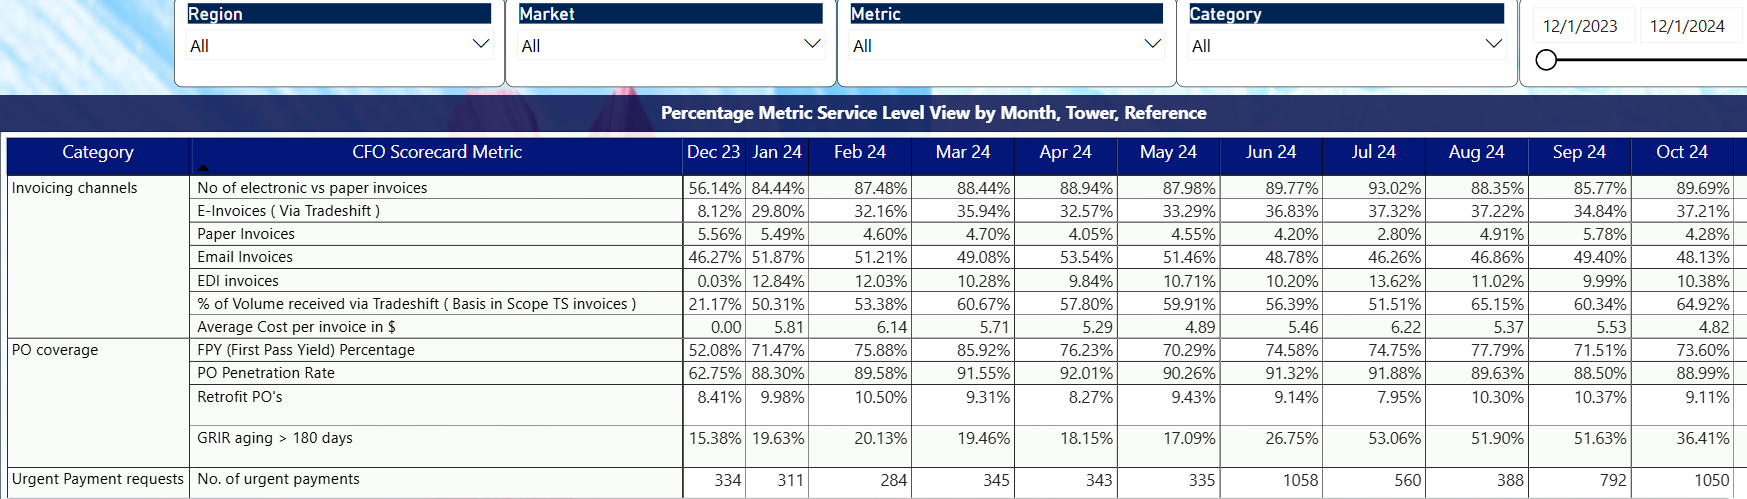 Region Market Metric Category
All All All All 12/1/2023 12/1/2024
Percentage Metric Service Level View by Month, Tower, Reference
Category CFO Scorecard Metric Dec 23 Jan 24 Feb 24 Mar 24 Apr 24 May 24 Jun 24 Jul 24 Aug 24 Sep 24 Oct 24
Invoicing channels No of electronic vs paper invoices 56.14% 84.44% 87.48% 88.44% 88.94% 87.98% 89.77% 93.02% 88.35% 85.77% 89.69%
E-Invoices ( Via Tradeshift ) 8.12% 29.80% 32.16% 35.94% 32.57% 33.29% 36.83% 37.32% 37.22% 34.84% 37.21%
Paper Invoices 5.56% 5.49% 4.60% 4.70% 4.05% 4.55% 4.20% 2.80% 4.91% 5.78% 4.28%
Email Invoices 46.27% 51.87% 51.21% 49.08% 53.54% 51.46% 48.78% 46.26% 46.86% 49.40% 48.13%
EDI invoices 0.03% 12.84% 12.03% 10.28% 9.84% 10.71% 10.20% 13.62% 11.02% 9.99% 10.38%
% of Volume received via Tradeshift ( Basis in Scope TS invoices ) 21.17% 50.31% 53.38% 60.67% 57.80% 59.91% 56.39% 51.51% 65.15% 60.34% 64.92%
Average Cost per invoice in $ 0.00 5.81 6.14 5.71 5.29 4.89 5.46 6.22 5.37 5.53 4.82
PO coverage FPY (First Pass Yield) Percentage 52.08% 71.47% 75.88% 85.92% 76.23% 70.29% 74.58% 74.75% 77.79% 71.51% 73.60%
PO Penetration Rate 62.75% 88.30% 89.58% 91.55% 92.01% 90.26% 91.32% 91.88% 89.63% 88.50% 88.99%
Retrofit PO's 8.41% 9.98% 10.50% 9.31% 8.27% 9.43% 9.14% 7.95% 10.30% 10.37% 9.11%
GRIR aging > 180 days 15.38% 19.63% 20.13% 19.46% 18.15% 17.09% 26.75% 53.06% 51.90% 51.63% 36.41%
Urgent Payment requests No. of urgent payments 334 311 284 345 343 335 1058 560 388 792 1050